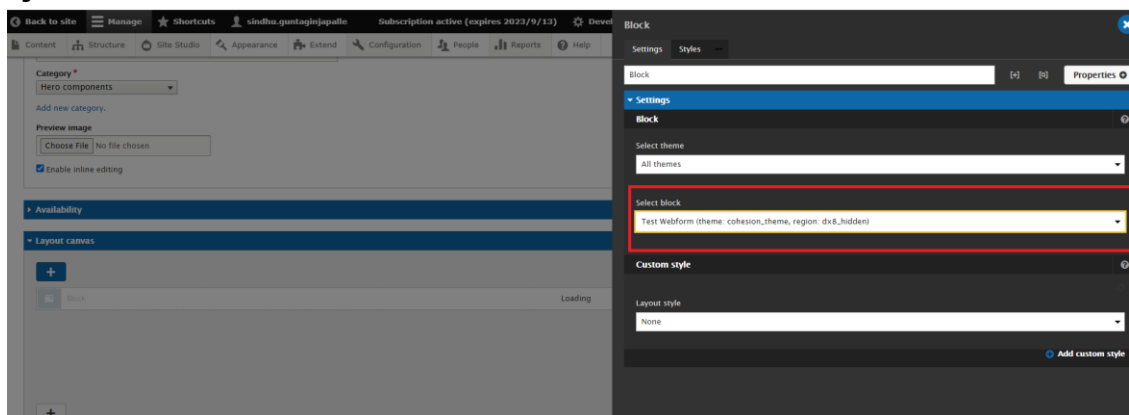 Back to site Manage Shortcuts sindhu.guntaginjapalle Subscription active (expires 2023/9/13) Devel
Content Structure Site Studio Appearance Extend Configuration People Reports Help
Category *
Hero components
Add new category.
Preview image
Choose File No file chosen
Enable inline editing
Availability
Layout canvas
+
Block
Loading
+
Block
Settings Styles
Block
Properties
Settings
Block
Select theme
All themes
Select block
Test Webform (theme: cohesion_theme, region: dx8_hidden)
Custom style
Layout style
None
Add custom style